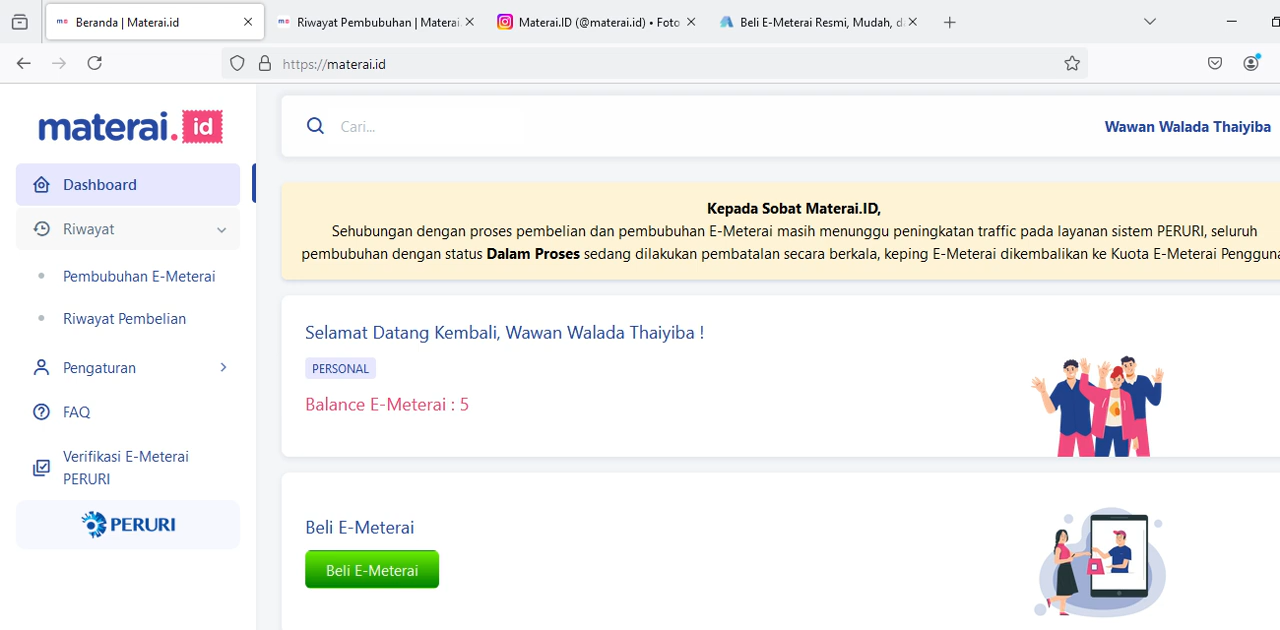 Beranda | Materai.id
Riwayat Pembubuhan | Materai
Materai.ID (@materai.id) • Foto
Beli E-Meterai Resmi, Mudah, d
https://materai.id
materai.id
Cari...
Wawan Walada Thaiyiba
Dashboard
Riwayat
Pembubuhan E-Meterai
Riwayat Pembelian
Pengaturan
FAQ
Verifikasi E-Meterai
PERURI
PERURI
Kepada Sobat Materai.ID,
Sehubungan dengan proses pembelian dan pembubuhan E-Meterai masih menunggu peningkatan traffic pada layanan sistem PERURI, seluruh
pembubuhan dengan status Dalam Proses sedang dilakukan pembatalan secara berkala, keping E-Meterai dikembalikan ke Kuota E-Meterai Pengguna
Selamat Datang Kembali, Wawan Walada Thaiyiba !
PERSONAL
Balance E-Meterai : 5
Beli E-Meterai
Beli E-Meterai